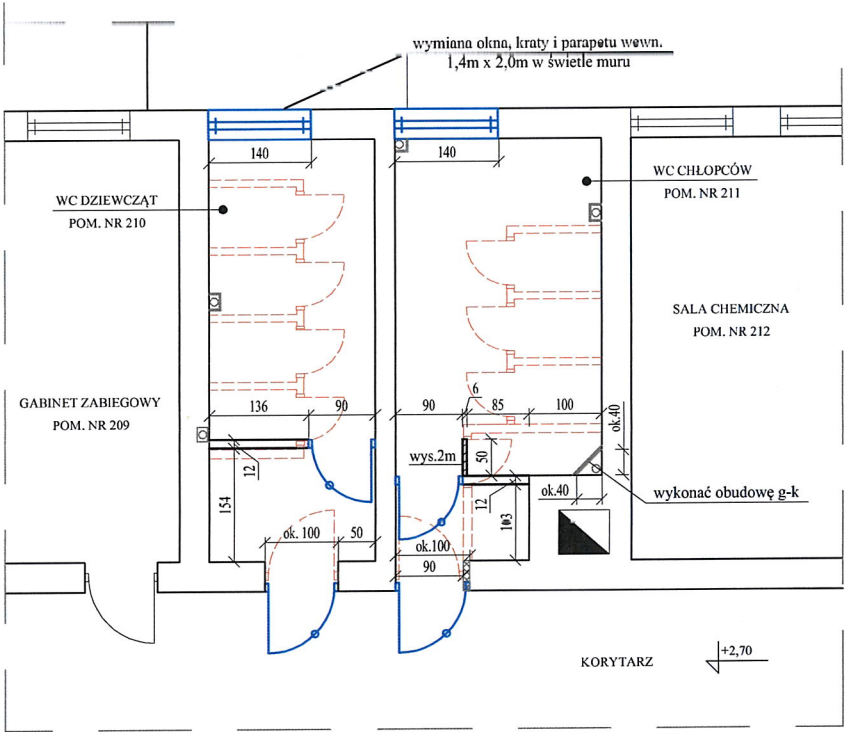 wymiana okna, kraty i parapetu wewn.
1,4m x 2,0m w świetle muru
140
140
WC DZIEWCZĄT
POM. NR 210
WC CHŁOPCÓW
POM. NR 211
SALA CHEMICZNA
POM. NR 212
GABINET ZABIEGOWY
POM. NR 209
136
90
90
6
85
100
ok.40
wys.2m
50
12
154
ok.40
wykonać obudowę g-k
12
103
ok. 100
50
ok.100
90
KORYTARZ
+2,70